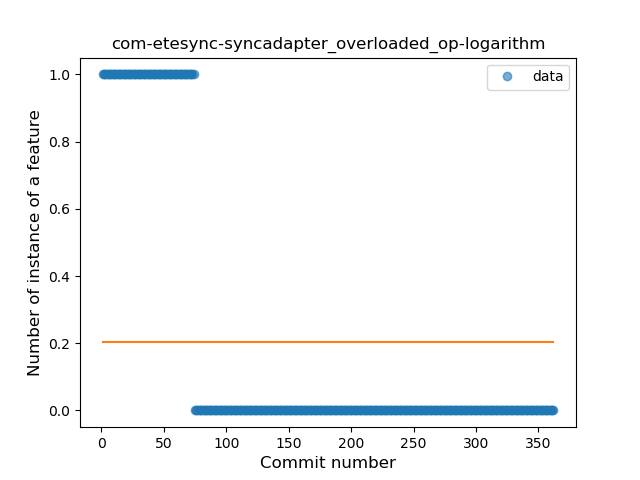 com-etesync-syncadapter_overloaded_op-logarithm
data
Number of instance of a feature
1.0
0.8
0.6
0.4
0.2
0.0
0 50 100 150 200 250 300 350
Commit number